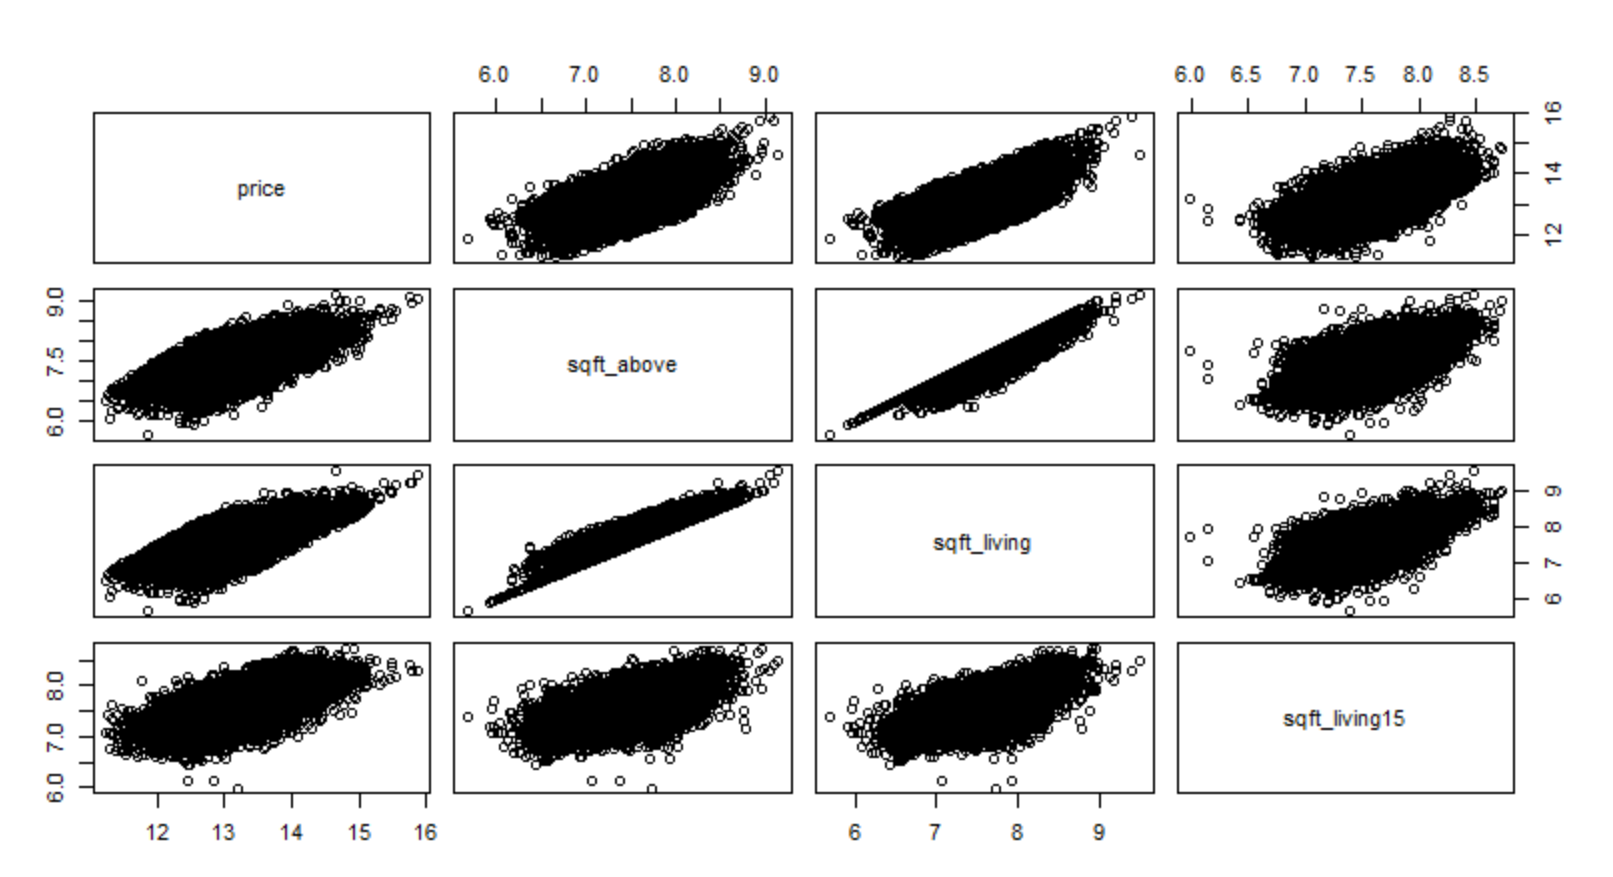 6.0 7.0 8.0 9.0
6.0 6.5 7.0 7.5 8.0 8.5
price
12 14 16
6.0 7.5 9.0
sqft_above
sqft_living
6 7 8 9
6.0 7.0 8.0
sqft_living15
12 13 14 15 16
6 7 8 9